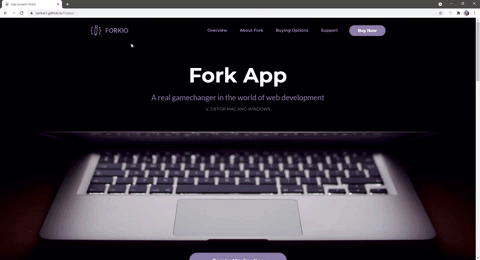 FORKIO
Overview
About Fork
Buying Options
Support
Buy Now
Fork App
A real gamechanger in the world of web development
V. 2.8 FOR MAC AND WINDOWS